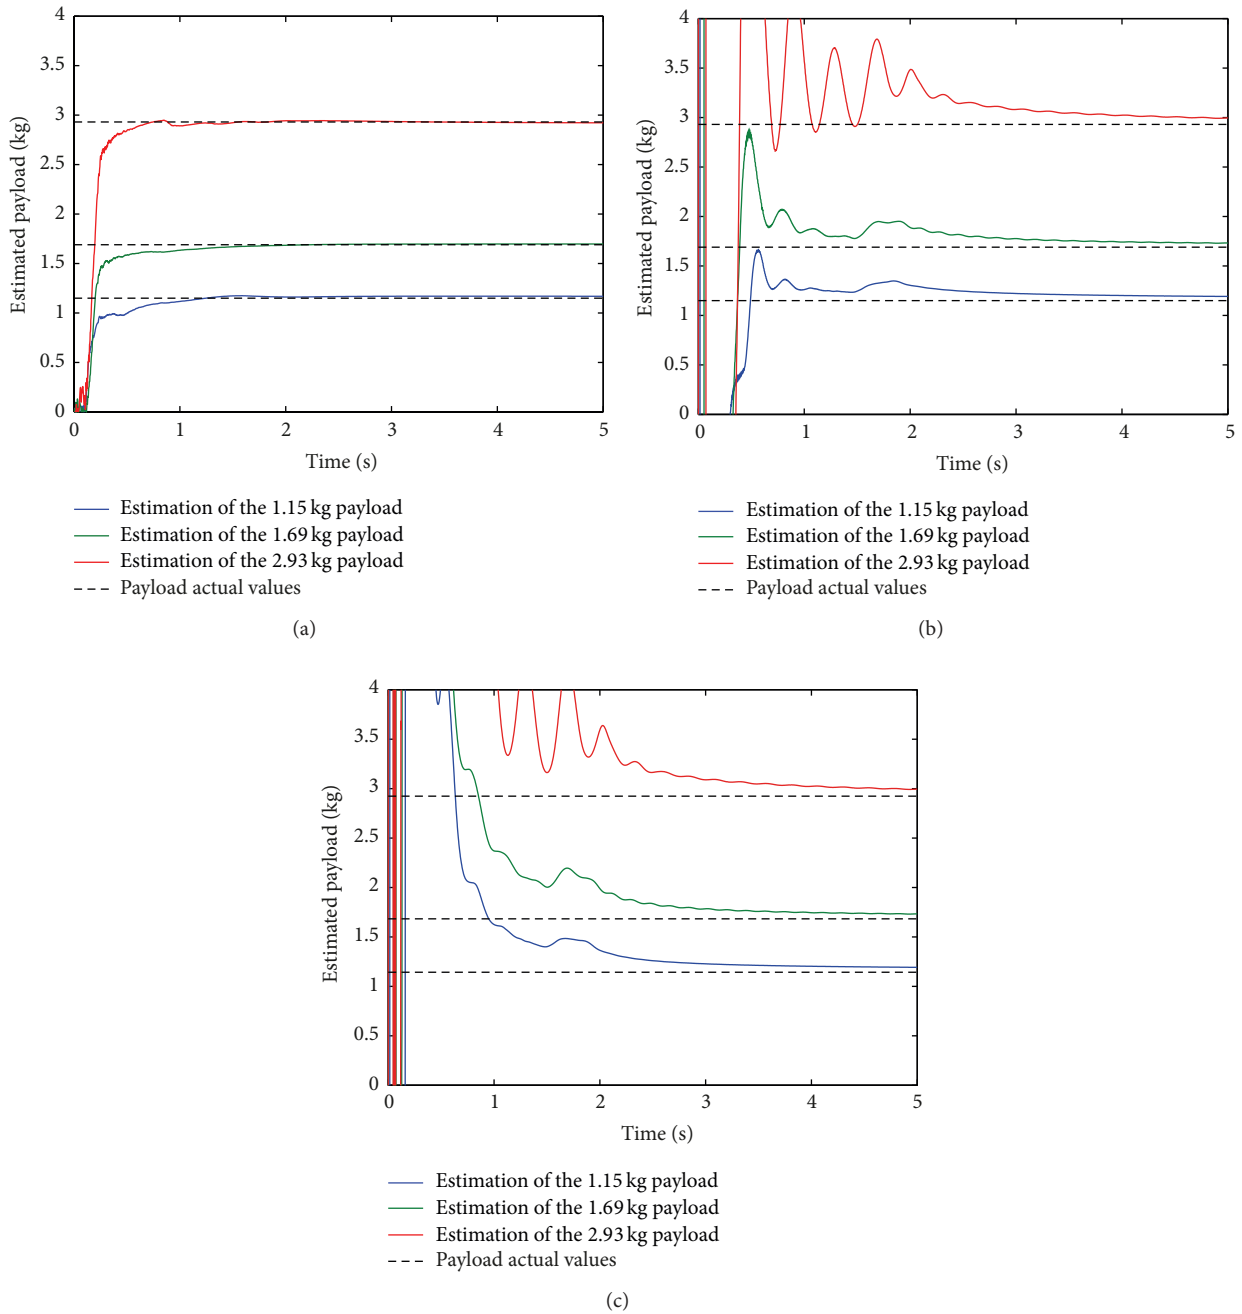 4
3.5
3
2.5
2
1.5
1
0.5
0
Estimated payload (kg)
0 1 2 3 4 5
Time (s)
Estimation of the 1.15 kg payload
Estimation of the 1.69 kg payload
Estimation of the 2.93 kg payload
Payload actual values
(a)
4
3.5
3
2.5
2
1.5
1
0.5
0
Estimated payload (kg)
0 1 2 3 4 5
Time (s)
Estimation of the 1.15 kg payload
Estimation of the 1.69 kg payload
Estimation of the 2.93 kg payload
Payload actual values
(b)
4
3.5
3
2.5
2
1.5
1
0.5
0
Estimated payload (kg)
0 1 2 3 4 5
Time (s)
Estimation of the 1.15 kg payload
Estimation of the 1.69 kg payload
Estimation of the 2.93 kg payload
Payload actual values
(c)